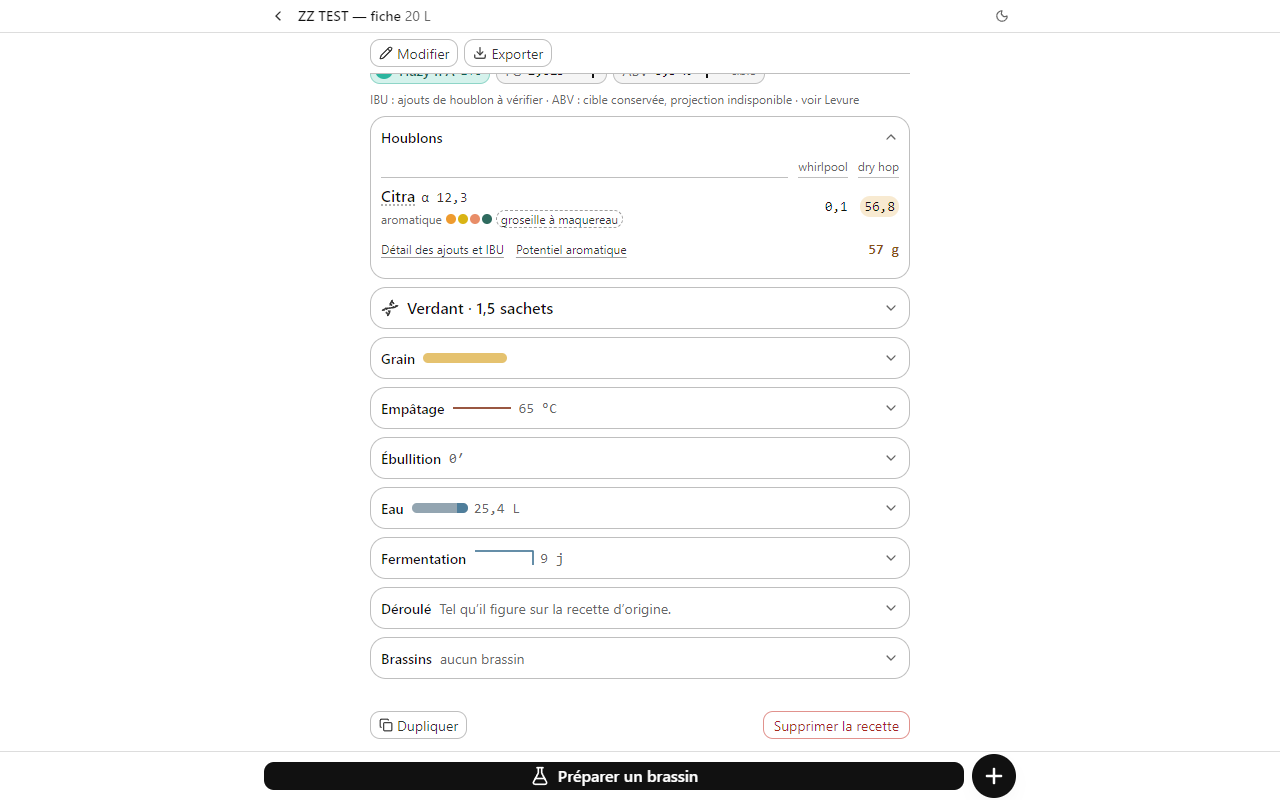 ZZ TEST — fiche 20 L
Modifier
Exporter
IBU : ajouts de houblon à vérifier · ABV : cible conservée, projection indisponible · voir Levure
Houblons
whirlpool dry hop
Citra α 12,3
0,1 56,8
aromatique groseille à maquereau
Détail des ajouts et IBU Potentiel aromatique 57 g
Verdant · 1,5 sachets
Grain
Empâtage 65 °C
Ébullition 0′
Eau 25,4 L
Fermentation 9 j
Déroulé Tel qu’il figure sur la recette d’origine.
Brassins aucun brassin
Dupliquer
Supprimer la recette
Préparer un brassin